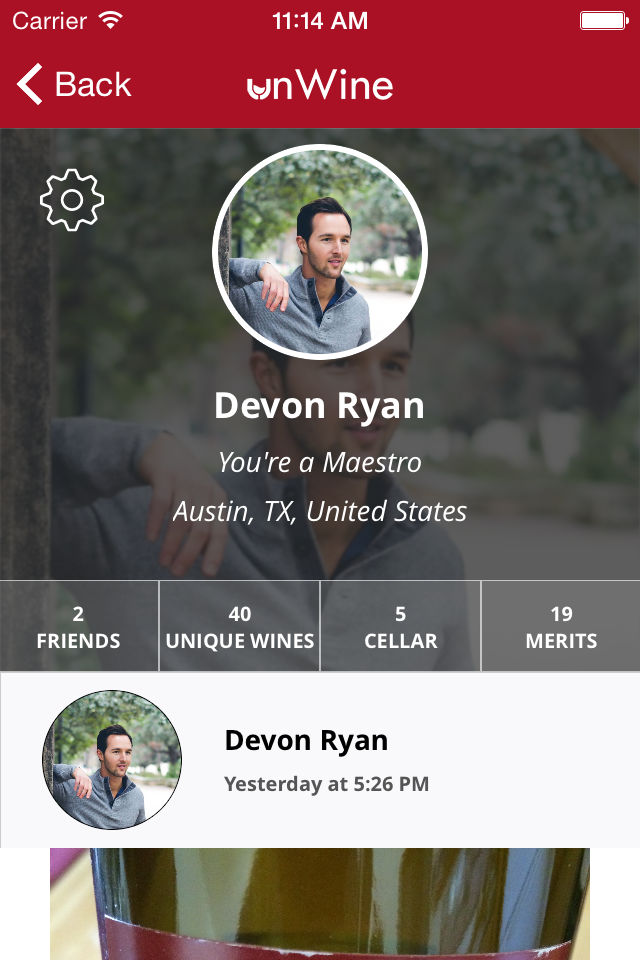 Carrier 11:14 AM
Back unWine
Devon Ryan
You're a Maestro
Austin, TX, United States
2 40 5 19
FRIENDS UNIQUE WINES CELLAR MERITS
Devon Ryan
Yesterday at 5:26 PM